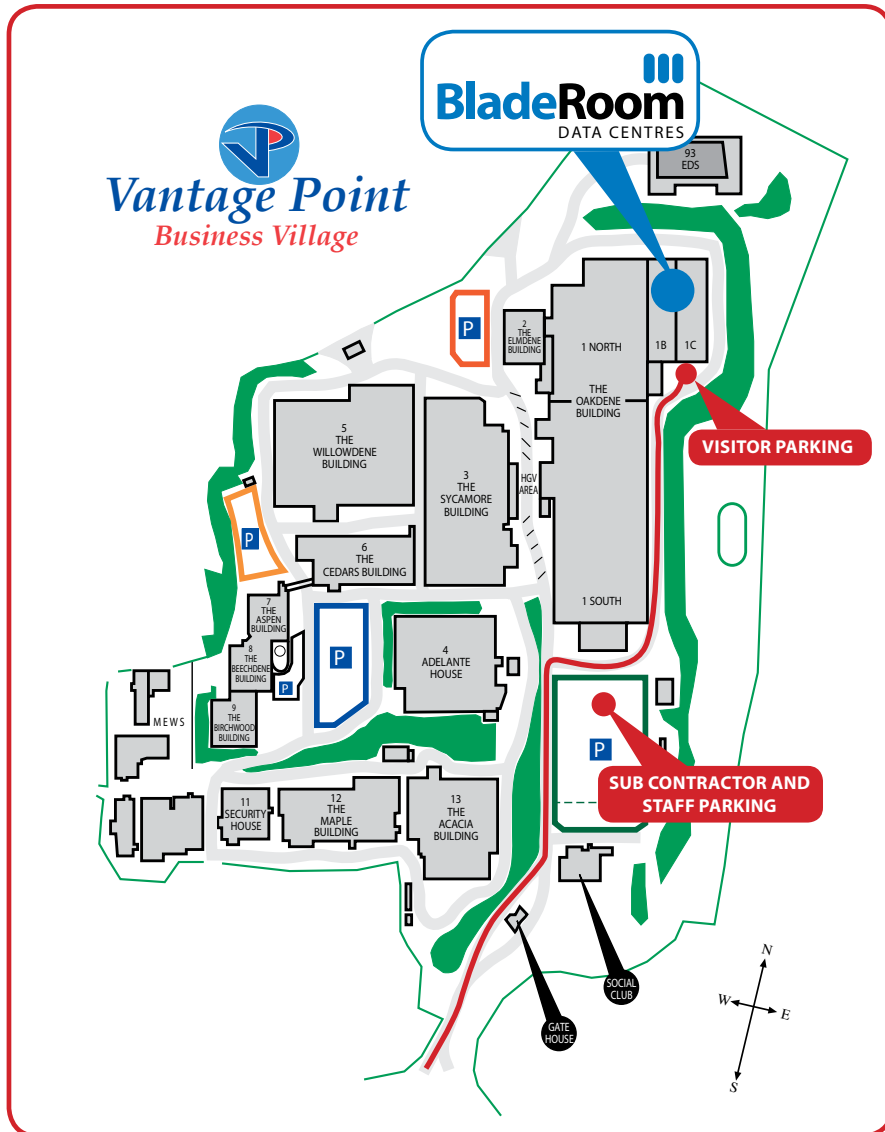 BladeRoom
DATA CENTRES
Vantage Point
Business Village
93
EDS
P
2
THE
ELMDENE
BUILDING
1 NORTH
1B
1C
THE
OAKDENE
BUILDING
VISITOR PARKING
5
THE
WILLOWDENE
BUILDING
3
THE
SYCAMORE
BUILDING
HGV
AREA
P
6
THE
CEDARS BUILDING
1 SOUTH
7
THE
ASPEN
BUILDING
8
THE
BEECHDENE
BUILDING
P
P
4
ADELANTE
HOUSE
MEWS
9
THE
BIRCHWOOD
BUILDING
P
SUB CONTRACTOR AND
STAFF PARKING
11
SECURITY
HOUSE
12
THE
MAPLE
BUILDING
13
THE
ACACIA
BUILDING
SOCIAL
CLUB
GATE
HOUSE
N
W
E
S